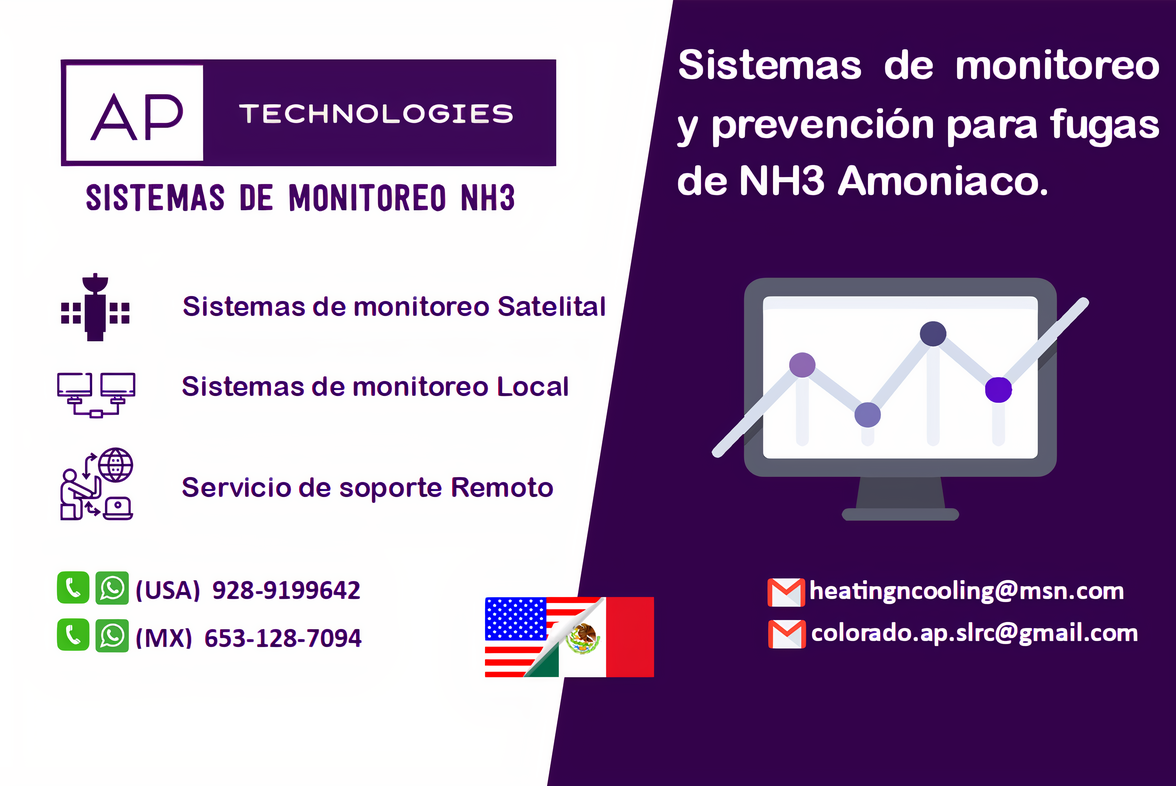 AP TECHNOLOGIES
SISTEMAS DE MONITOREO NH3
Sistemas de monitoreo Satelital
Sistemas de monitoreo Local
Servicio de soporte Remoto
(USA) 928-9199642
(MX) 653-128-7094
Sistemas de monitoreo
y prevención para fugas
de NH3 Amoniaco.
heatingncooling@msn.com
colorado.ap.slrc@gmail.com